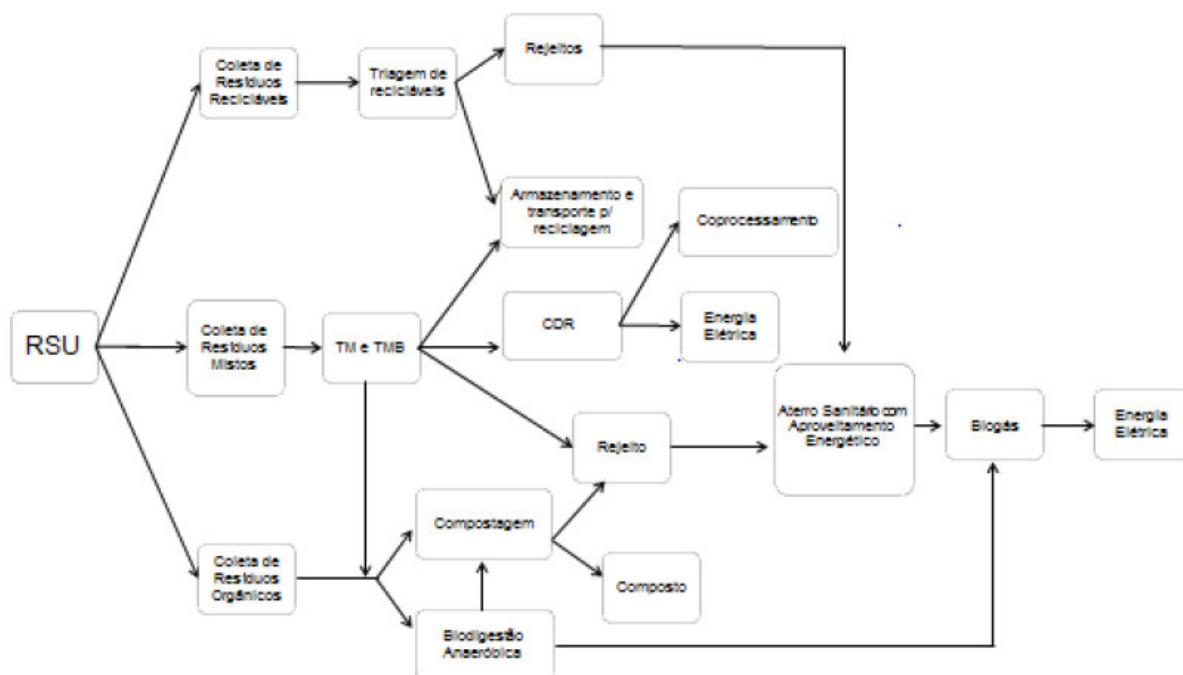 Rejeitos
Coleta de
Resíduos
Recicláveis
Triagem de
recicláveis
Armazenamento e
transporte p/
reciclagem
Coprocessamento
RSU
Coleta de
Resíduos
Mistos
TM e TMB
CDR
Energia
Elétrica
Aterro Sanitário com
Aproveitamento
Energético
Biogás
Energia
Elétrica
Rejeito
Compostagem
Coleta de
Resíduos
Orgânicos
Composto
Biodigestão
Anaeróbica